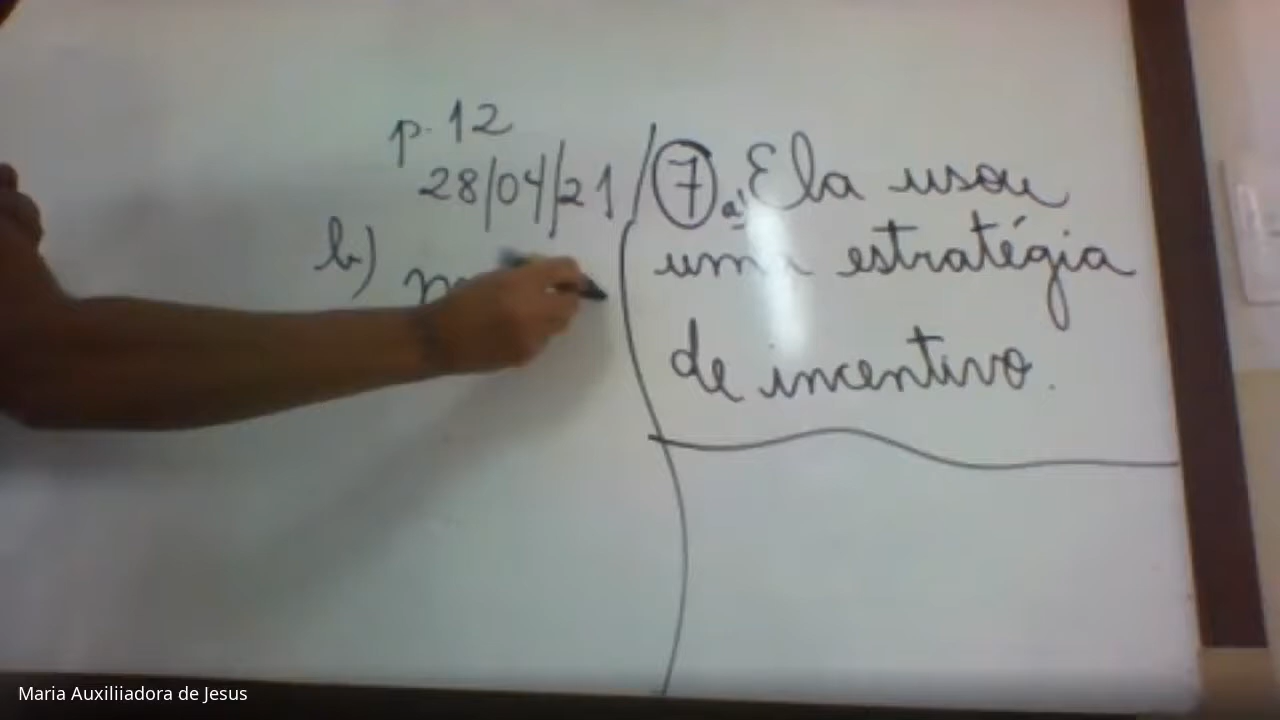 p. 12
28/04/21
b)
7 a) Ela usou
uma estratégia
de incentivo.
Maria Auxiliiadora de Jesus